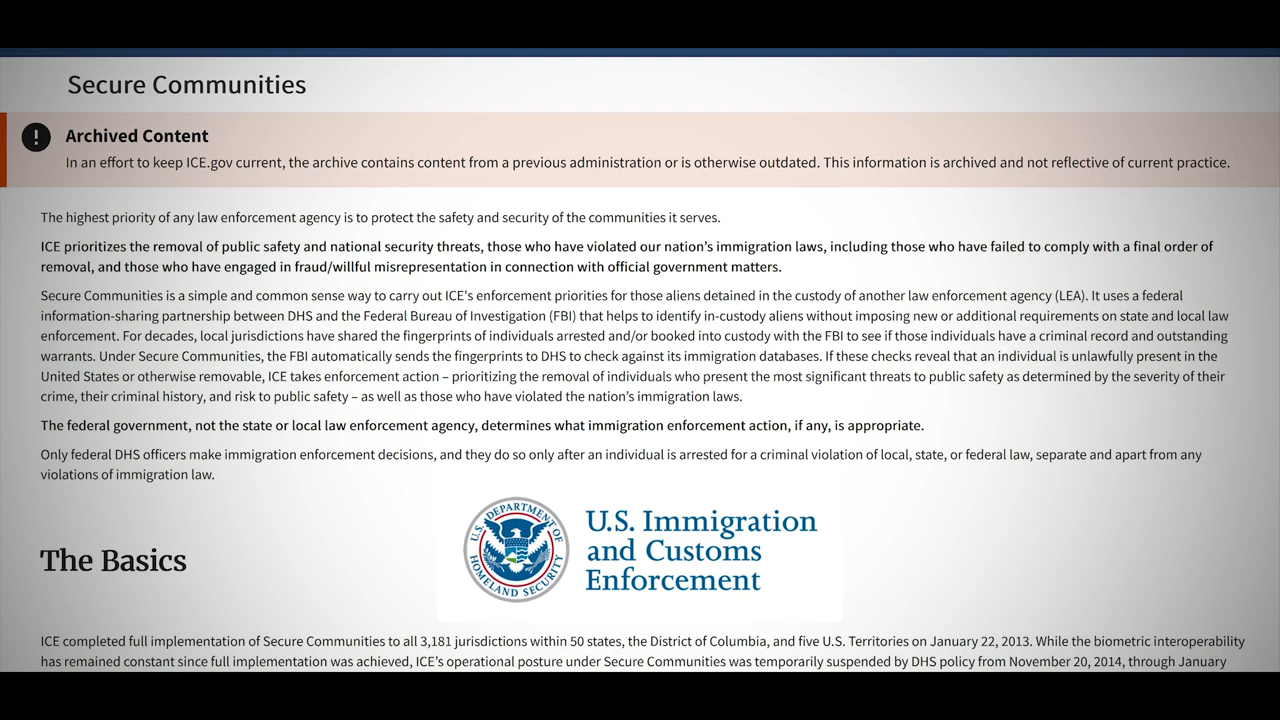 Secure Communities
Archived Content
In an effort to keep ICE.gov current, the archive contains content from a previous administration or is otherwise outdated. This information is archived and not reflective of current practice.
The highest priority of any law enforcement agency is to protect the safety and security of the communities it serves.
ICE prioritizes the removal of public safety and national security threats, those who have violated our nation's immigration laws, including those who have failed to comply with a final order of
removal, and those who have engaged in fraud/willful misrepresentation in connection with official government matters.
Secure Communities is a simple and common sense way to carry out ICE's enforcement priorities for those aliens detained in the custody of another law enforcement agency (LEA). It uses a federal
information-sharing partnership between DHS and the Federal Bureau of Investigation (FBI) that helps to identify in-custody aliens without imposing new or additional requirements on state and local law
enforcement. For decades, local jurisdictions have shared the fingerprints of individuals arrested and/or booked into custody with the FBI to see if those individuals have a criminal record and outstanding
warrants. Under Secure Communities, the FBI automatically sends the fingerprints to DHS to check against its immigration databases. If these checks reveal that an individual is unlawfully present in the
United States or otherwise removable, ICE takes enforcement action – prioritizing the removal of individuals who present the most significant threats to public safety as determined by the severity of their
crime, their criminal history, and risk to public safety – as well as those who have violated the nation's immigration laws.
The federal government, not the state or local law enforcement agency, determines what immigration enforcement action, if any, is appropriate.
Only federal DHS officers make immigration enforcement decisions, and they do so only after an individual is arrested for a criminal violation of local, state, or federal law, separate and apart from any
violations of immigration law.
U.S. DEPARTMENT OF
HOMELAND SECURITY
U.S. Immigration
and Customs
Enforcement
The Basics
ICE completed full implementation of Secure Communities to all 3,181 jurisdictions within 50 states, the District of Columbia, and five U.S. Territories on January 22, 2013. While the biometric interoperability
has remained constant since full implementation was achieved, ICE's operational posture under Secure Communities was temporarily suspended by DHS policy from November 20, 2014, through January